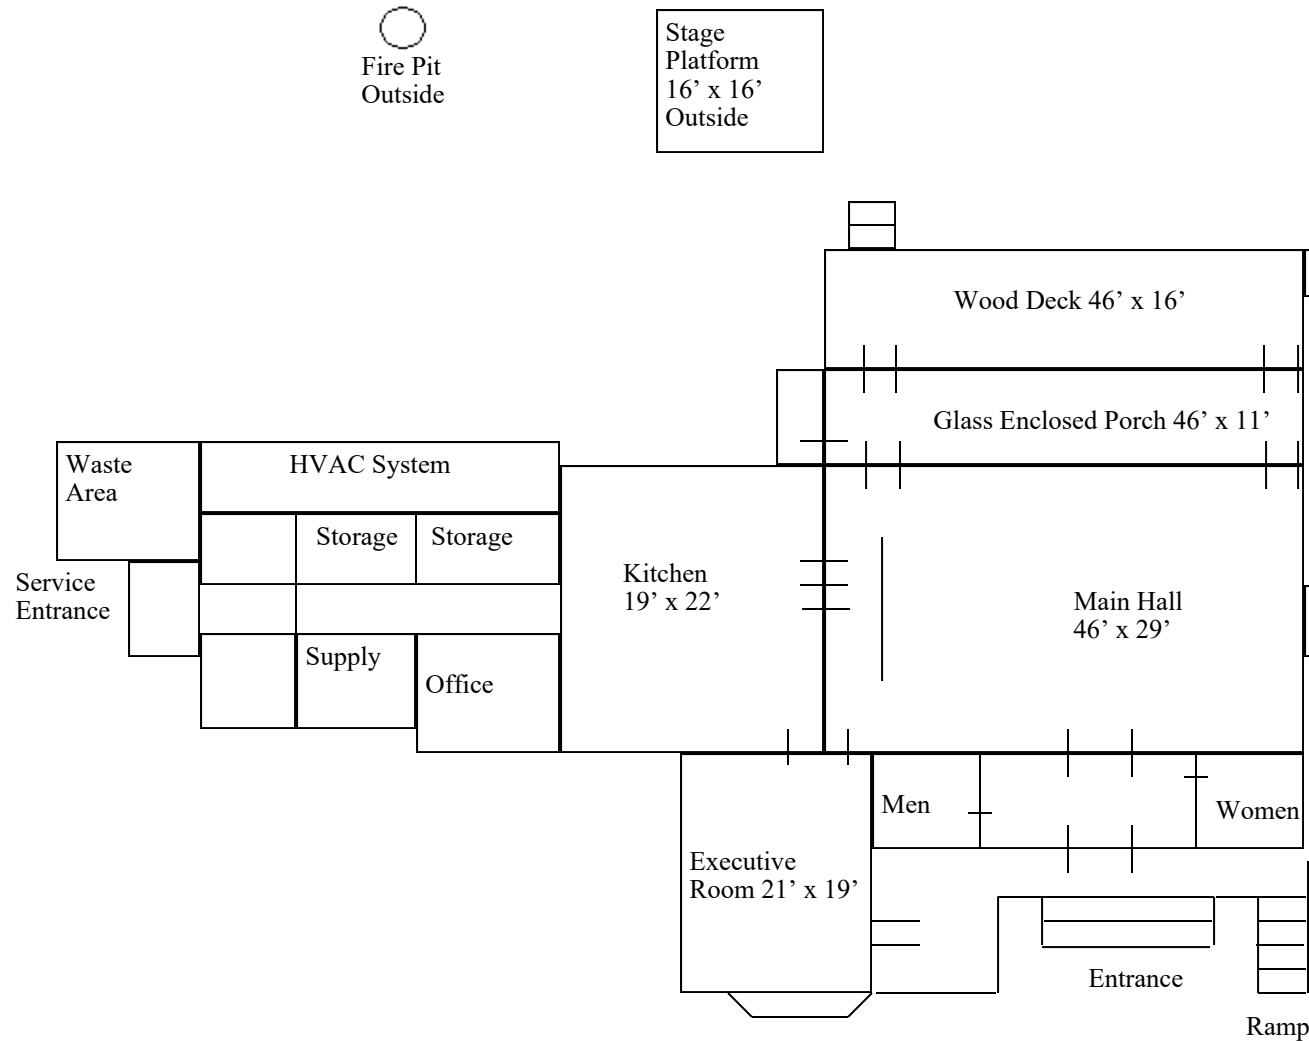 Fire Pit
Outside
Stage
Platform
16’ x 16’
Outside
Wood Deck 46’ x 16’
Glass Enclosed Porch 46’ x 11’
Waste
Area
HVAC System
Storage
Storage
Service
Entrance
Kitchen
19’ x 22’
Main Hall
46’ x 29’
Supply
Office
Men
Women
Executive
Room 21’ x 19’
Entrance
Ramp